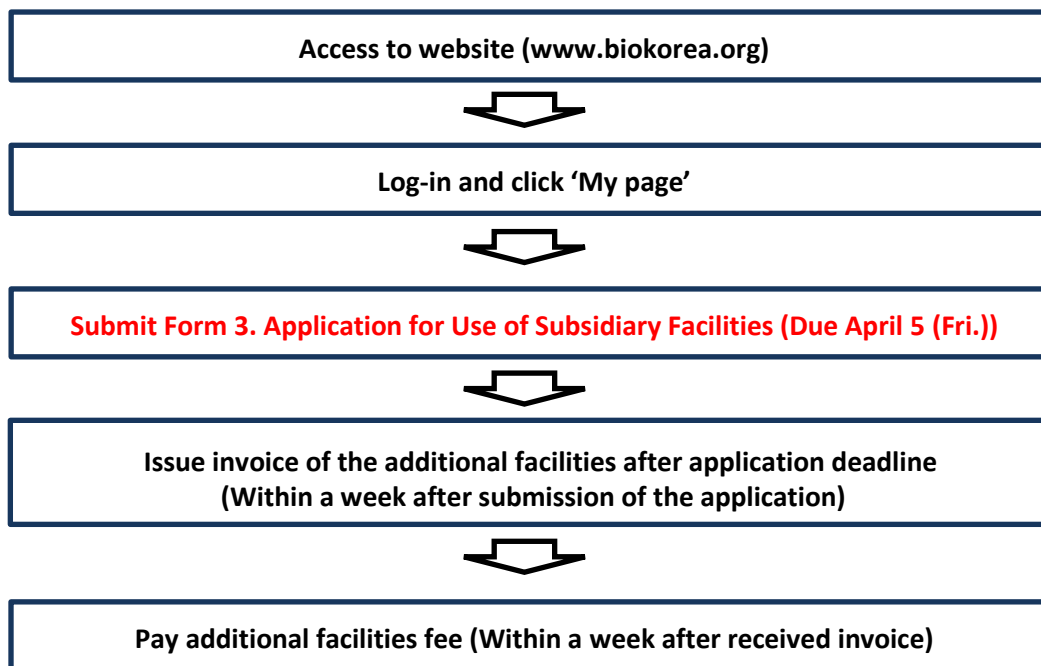 Access to website (www.biokorea.org)
Log-in and click ‘My page’
Submit Form 3. Application for Use of Subsidiary Facilities (Due April 5 (Fri.))
Issue invoice of the additional facilities after application deadline
(Within a week after submission of the application)
Pay additional facilities fee (Within a week after received invoice)